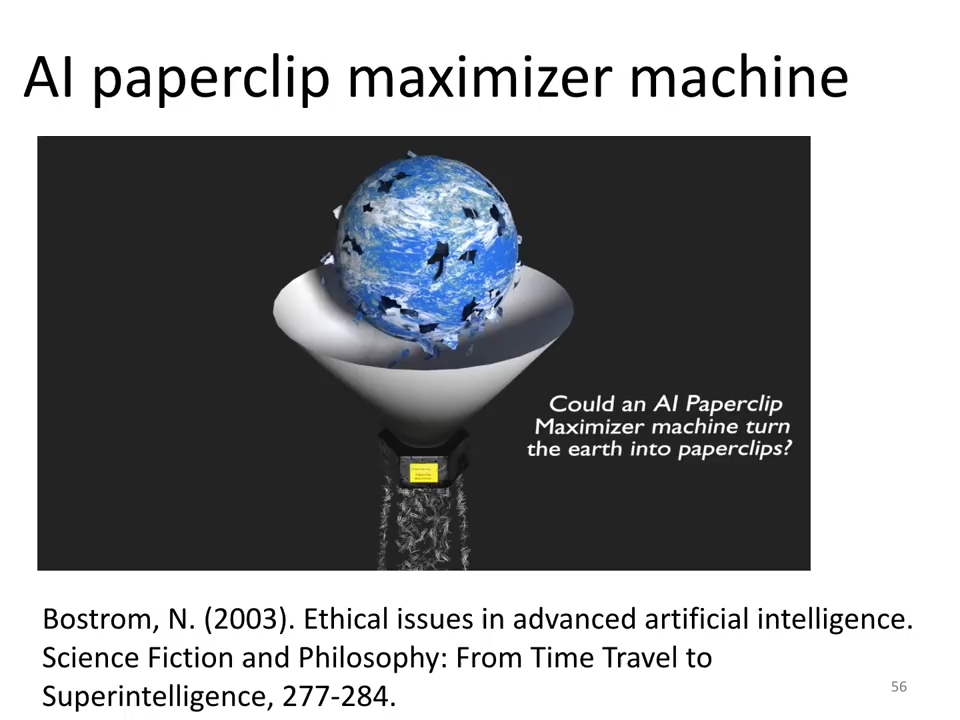 AI paperclip maximizer machine
Could an AI Paperclip
Maximizer machine turn
the earth into paperclips?
Bostrom, N. (2003). Ethical issues in advanced artificial intelligence.
Science Fiction and Philosophy: From Time Travel to
Superintelligence, 277-284.
56